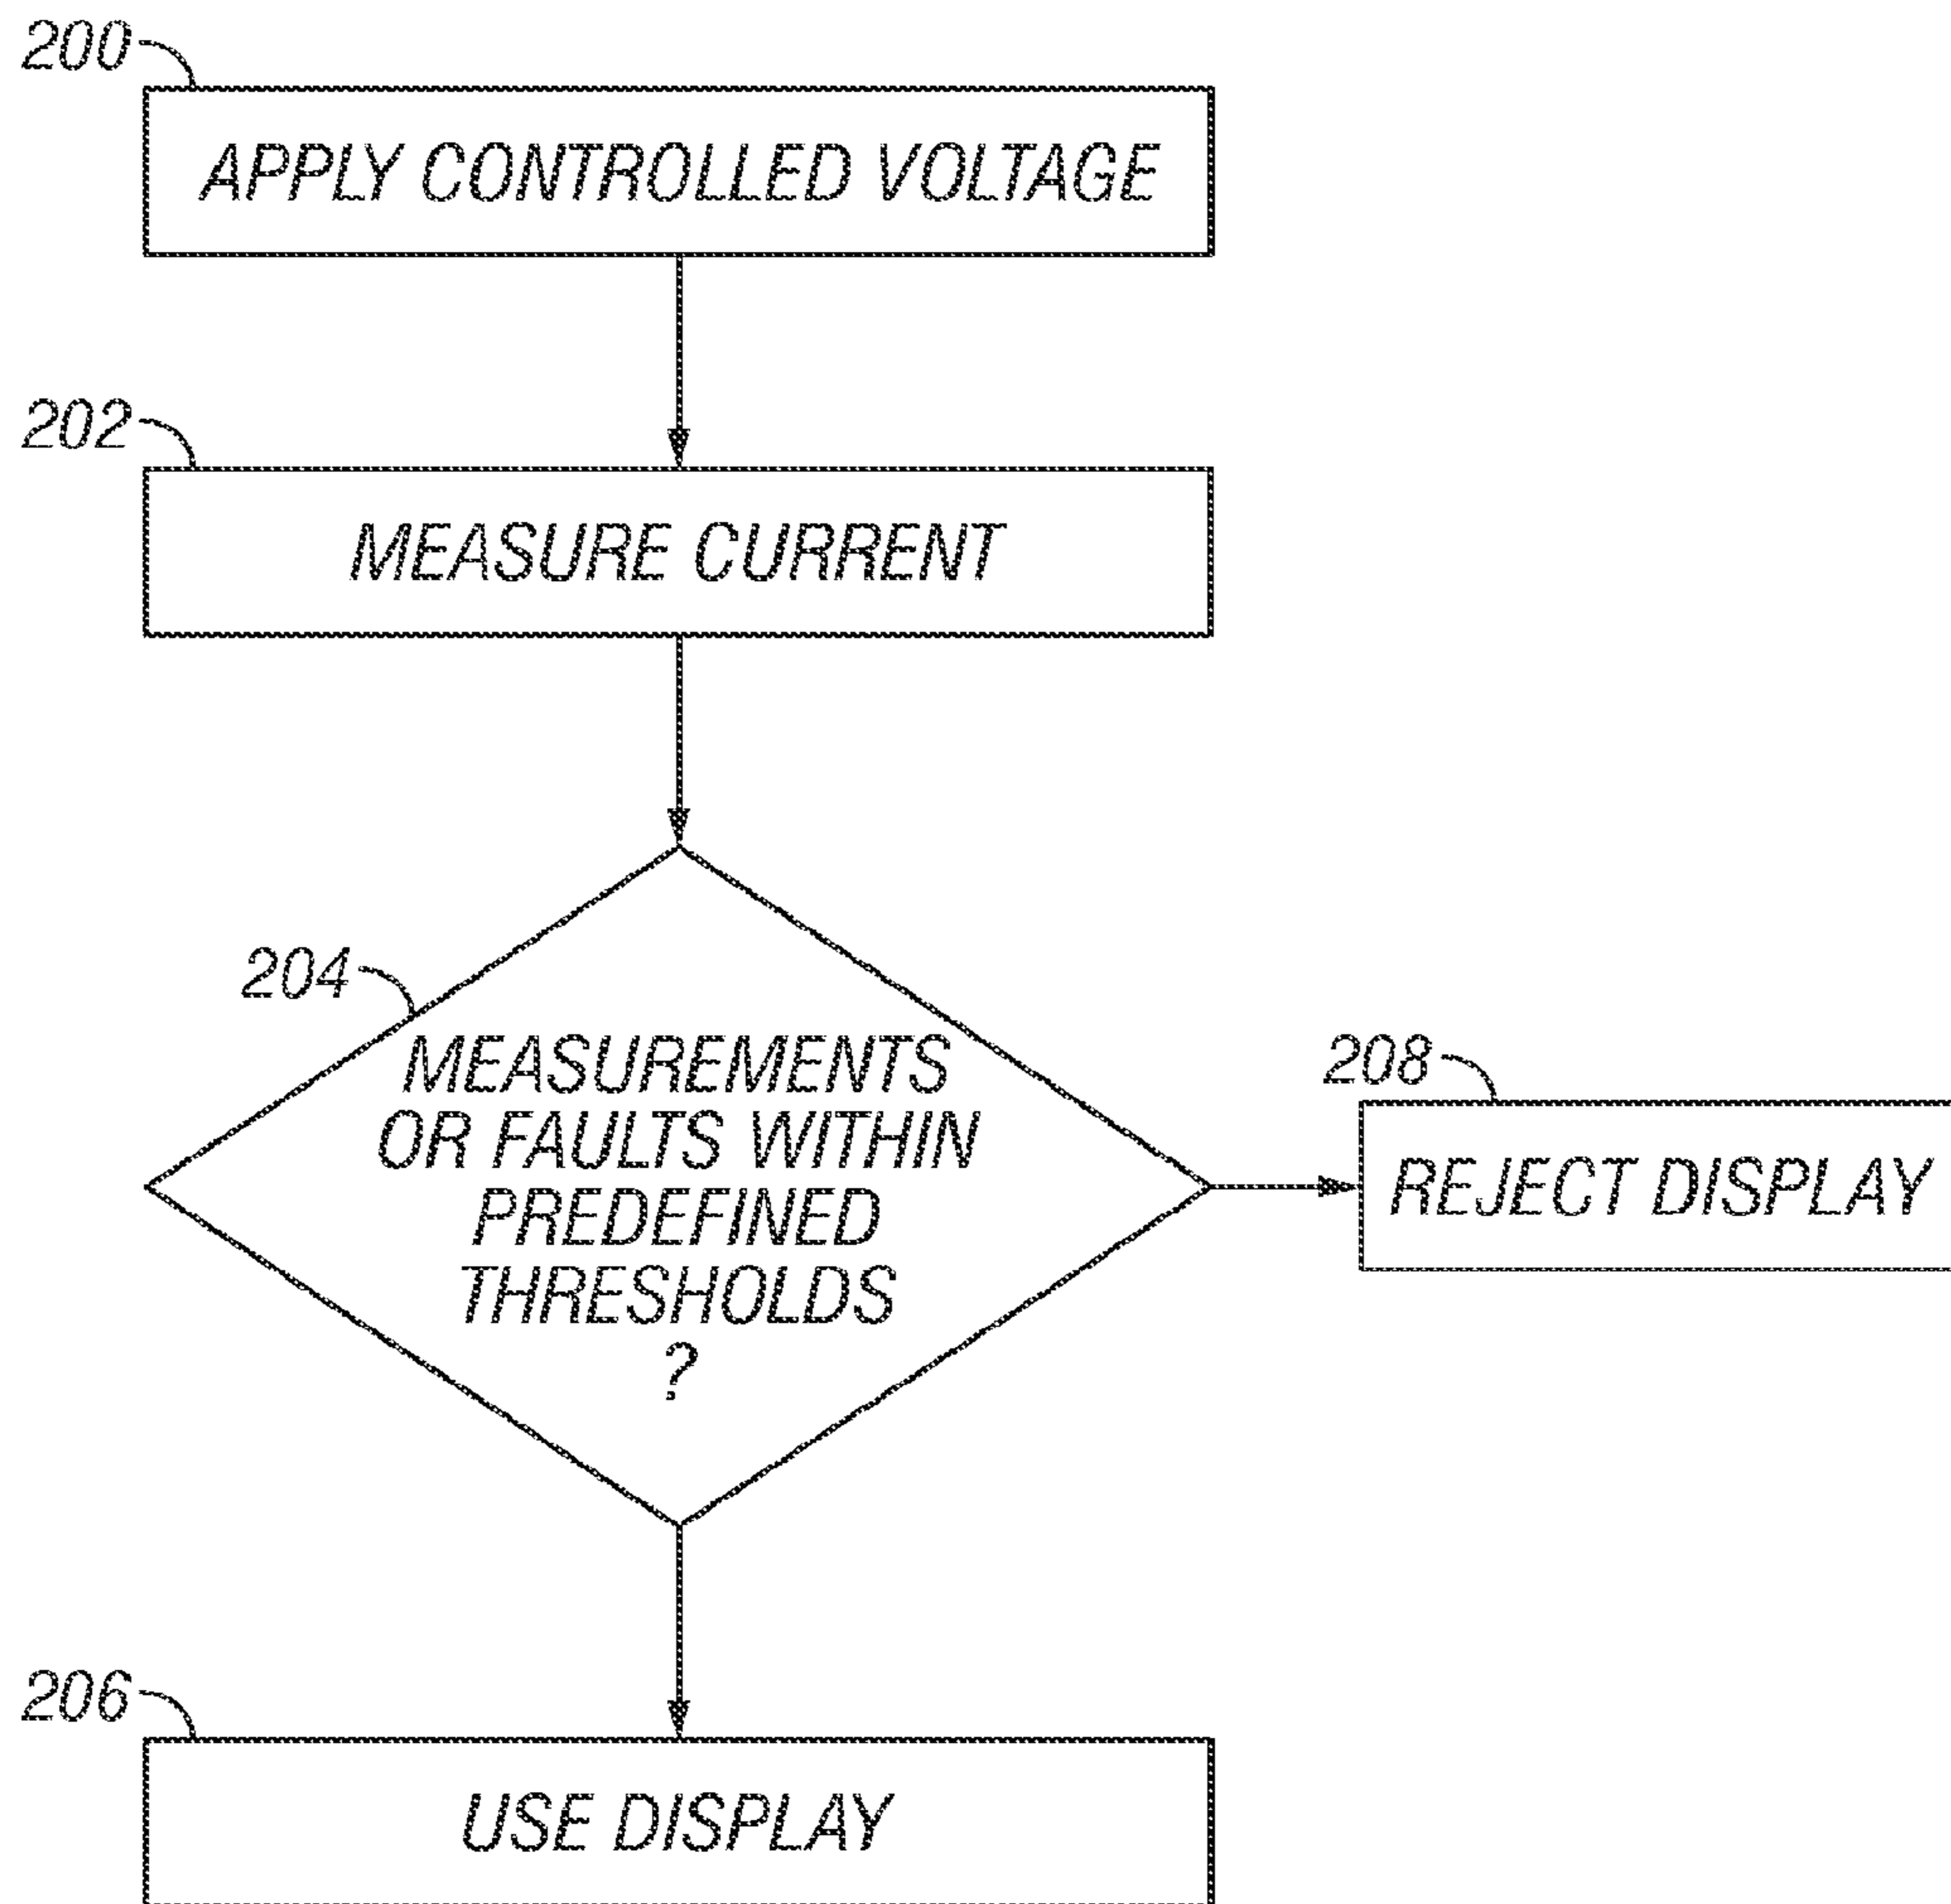 200
APPLY CONTROLLED VOLTAGE
202
MEASURE CURRENT
204
MEASUREMENTS
OR FAULTS WITHIN
PREDEFINED
THRESHOLDS
?
208
REJECT DISPLAY
206
USE DISPLAY